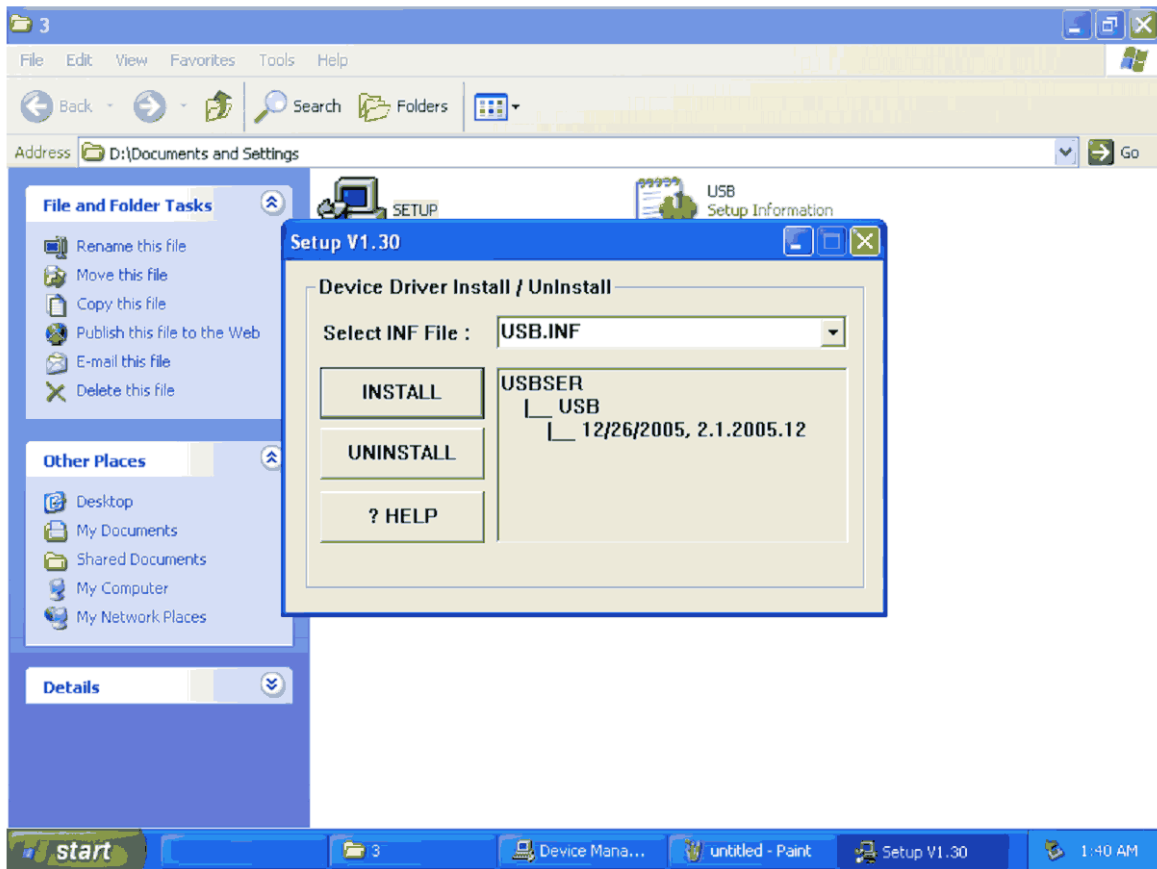 3
File Edit View Favorites Tools Help
Back Search Folders
Address D:\Documents and Settings Go
File and Folder Tasks
Rename this file
Move this file
Copy this file
Publish this file to the Web
E-mail this file
Delete this file
Other Places
Desktop
My Documents
Shared Documents
My Computer
My Network Places
Details
SETUP
USB
Setup Information
Setup V1.30
Device Driver Install / UnInstall
Select INF File : USB.INF
INSTALL
UNINSTALL
? HELP
USBSER
|__ USB
|__ 12/26/2005, 2.1.2005.12
start 3 Device Mana... untitled - Paint Setup V1.30 1:40 AM